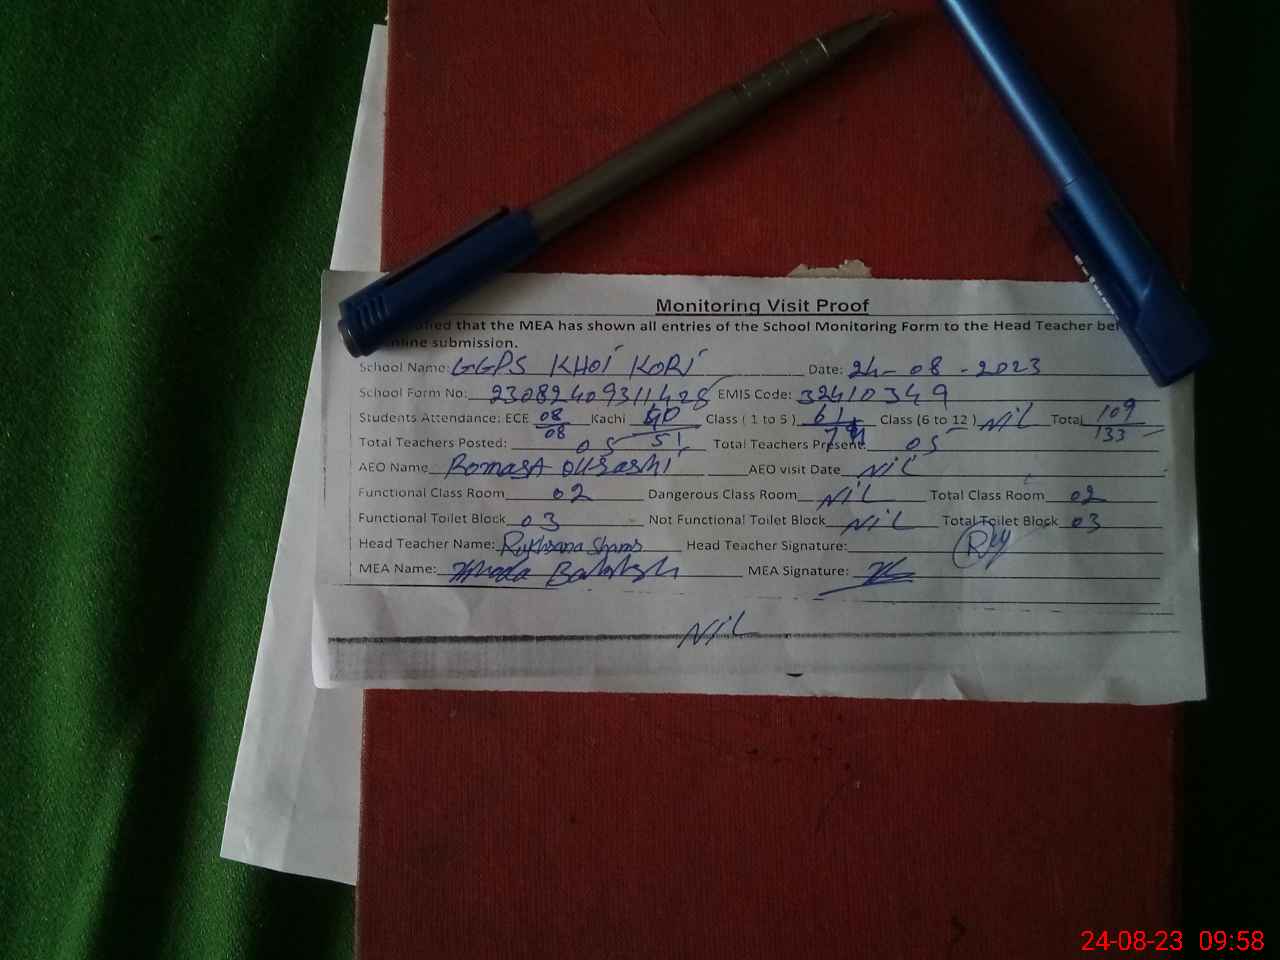 Monitoring Visit Proof
that the MEA has shown all entries of the School Monitoring Form to the Head Teacher
submission.
School Name: GGPS KHOI KORI Date: 24-08-2023
School Form No: EMIS Code: 32410349
Students Attendance: ECE 08/08 Kachi 40/51 Class ( 1 to 5 ) 61/ Class (6 to 12 ) NIL Total 109/133
Total Teachers Posted: 05 Total Teachers Present: 05
AEO Name AEO visit Date NIL
Functional Class Room 02 Dangerous Class Room NIL Total Class Room 02
Functional Toilet Block 03 Not Functional Toilet Block NIL Total Toilet Block 03
Head Teacher Name: Rukhsana Shams Head Teacher Signature:
MEA Name: MEA Signature:
NIL
24-08-23 09:58